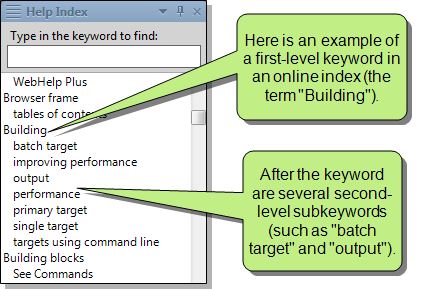 Help Index
Type in the keyword to find:
WebHelp Plus
Browser frame
tables of contents
Building
batch target
improving performance
output
performance
primary target
single target
targets using command line
Building blocks
See Commands
Here is an example of
a first-level keyword in
an online index (the
term "Building").
After the keyword
are several second-
level subkeywords
(such as "batch
target" and "output").